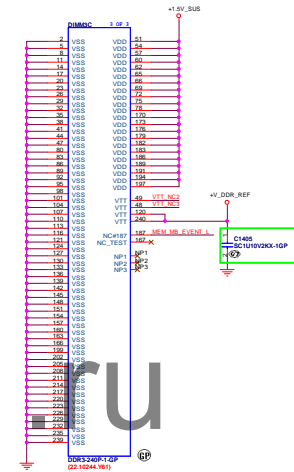 +1.5V_SUS
DIMM3C 3 OF 3
2 VSS VDD 51
5 VSS VDD 54
8 VSS VDD 57
11 VSS VDD 60
14 VSS VDD 62
17 VSS VDD 65
20 VSS VDD 66
23 VSS VDD 69
26 VSS VDD 72
29 VSS VDD 75
32 VSS VDD 78
35 VSS VDD 170
38 VSS VDD 173
41 VSS VDD 176
44 VSS VDD 179
47 VSS VDD 182
80 VSS VDD 183
83 VSS VDD 186
86 VSS VDD 189
89 VSS VDD 191
92 VSS VDD 194
95 VSS VDD 197
98 VSS
+V_DDR_REF
101 VSS VTT 49 VTT_NC2
104 VSS VTT 48 VTT_NC3
107 VSS VTT 120
110 VSS VTT 240
113 VSS
116 VSS NC#187 187 MEM_MB_EVENT_L
121 VSS NC_TEST 167
124 VSS
127 VSS NP1 NP1
130 VSS NP2 NP2
133 VSS NP3 NP3
C1405
SC1U10V2KX-1GP
136 VSS
139 VSS
142 VSS
145 VSS
148 VSS
151 VSS
154 VSS
157 VSS
160 VSS
163 VSS
166 VSS
199 VSS
202 VSS
205 VSS
208 VSS
211 VSS
214 VSS
217 VSS
220 VSS
223 VSS
226 VSS
229 VSS
232 VSS
235 VSS
239 VSS
.ru
DDR3-240P-1-GP
(22.10244.Y61)
GP